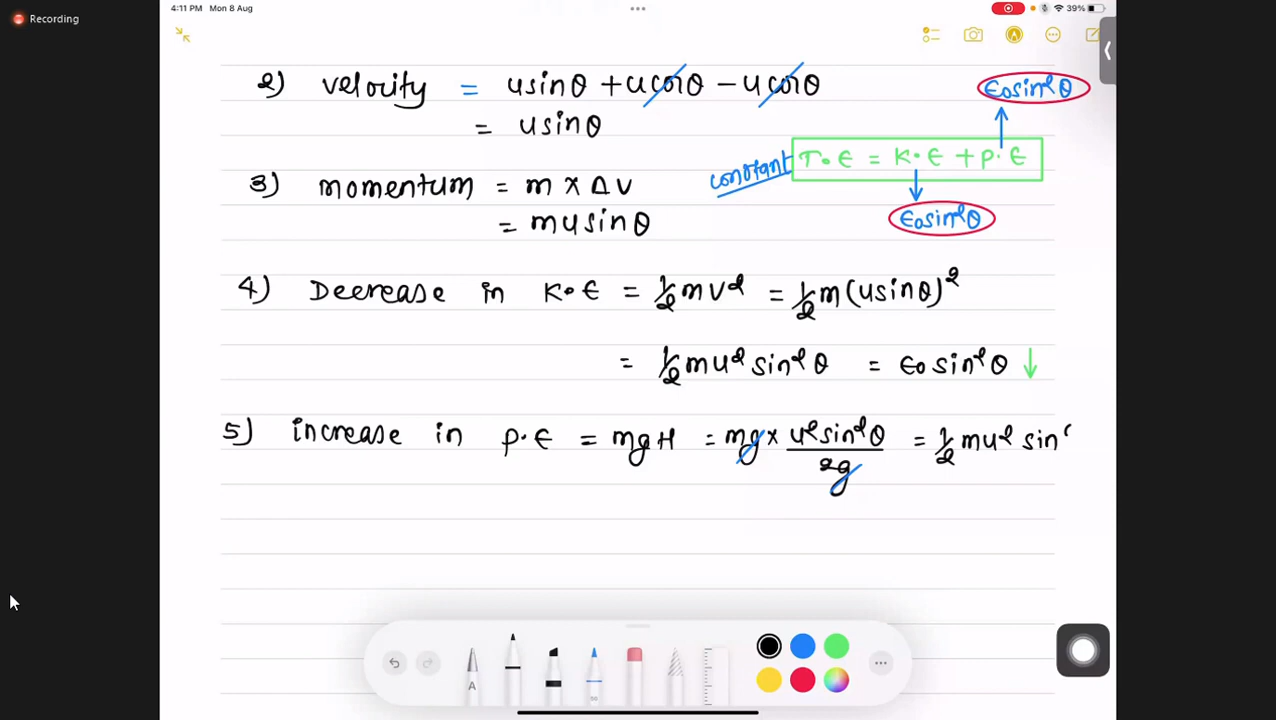 4:11 PM Mon 8 Aug
39%
Recording
2) velocity = usinθ + ucosθ − ucosθ
= usinθ
E0sin²θ
constant T.E = K.E + P.E
E0sin²θ
3) momentum = m × Δv
= musinθ
4) Decrease in K.E = ½mv² = ½m(usinθ)²
= ½mu²sin²θ = E0sin²θ ↓
5) increase in P.E = mgH = mg × u²sin²θ/2g = ½mu² sin
A
50